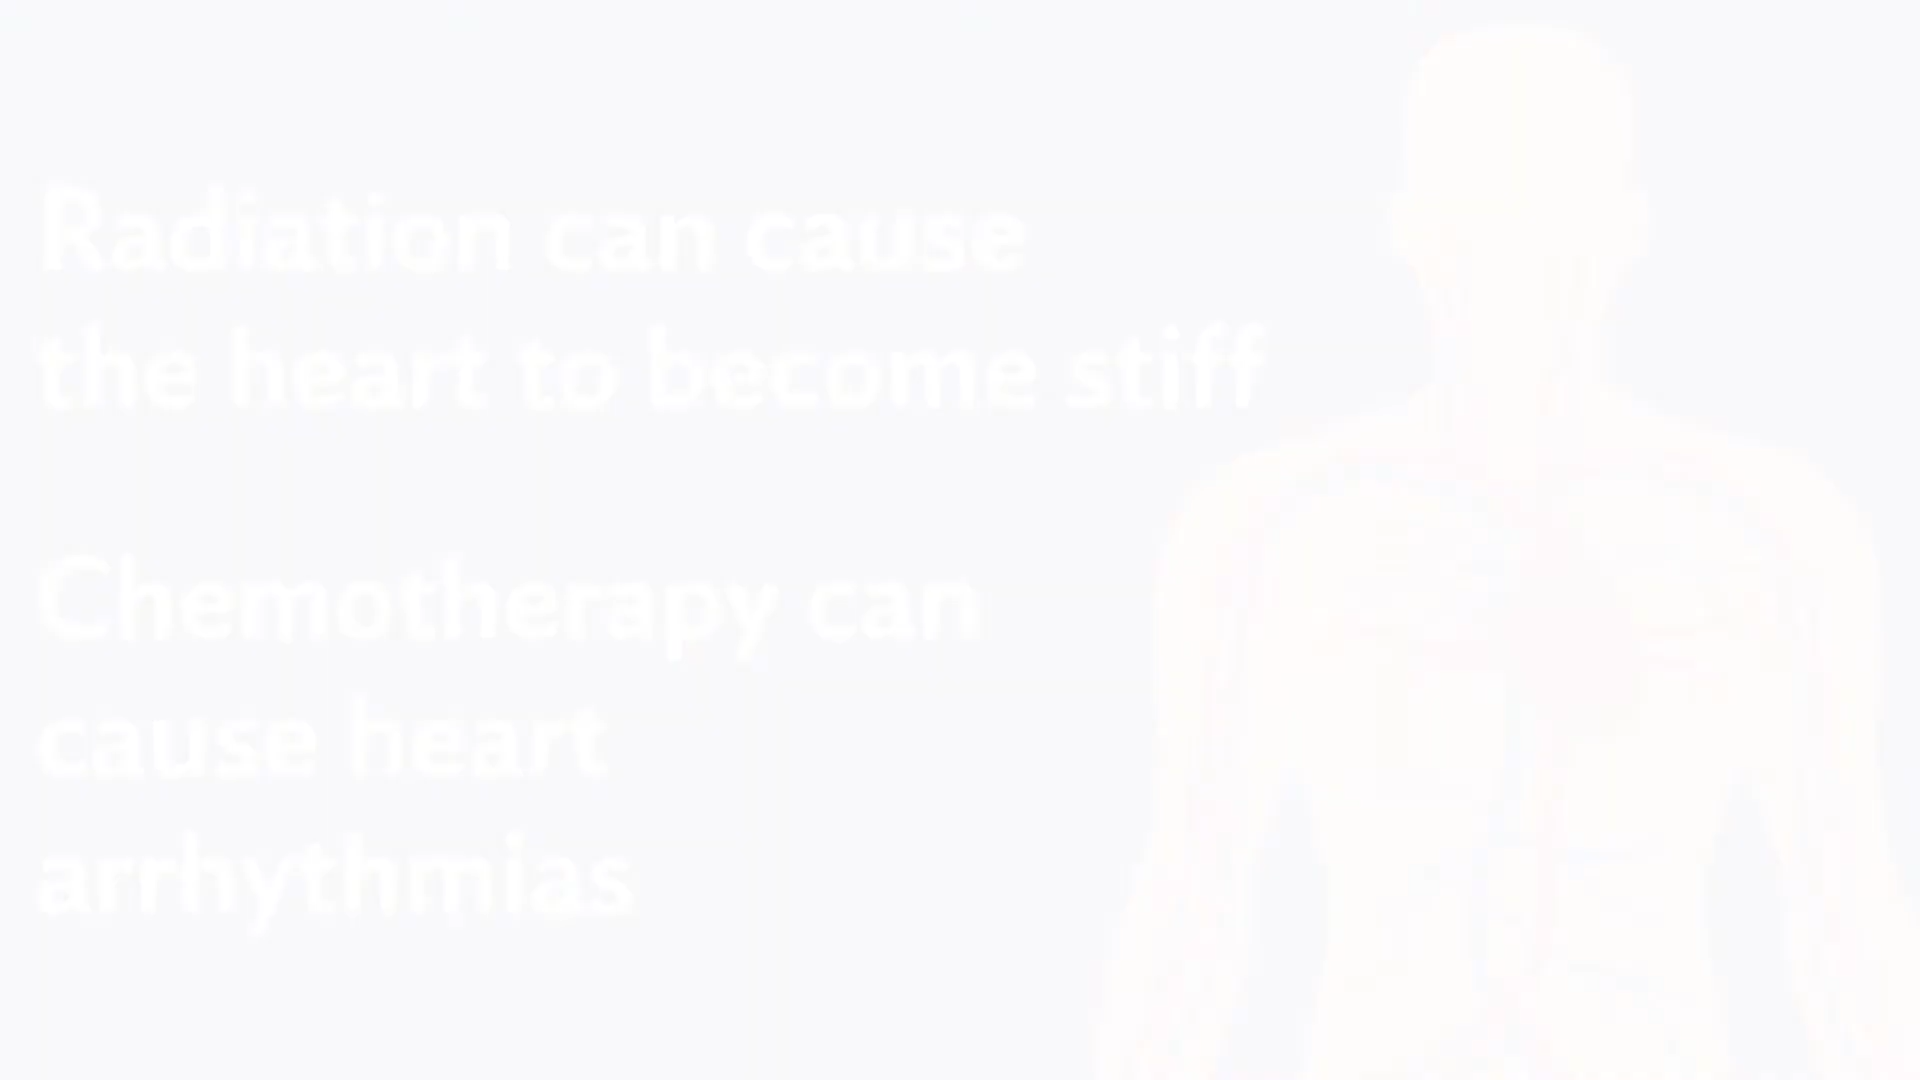 Radiation can cause
the heart to become stiff
Chemotherapy can
cause heart
arrhythmias